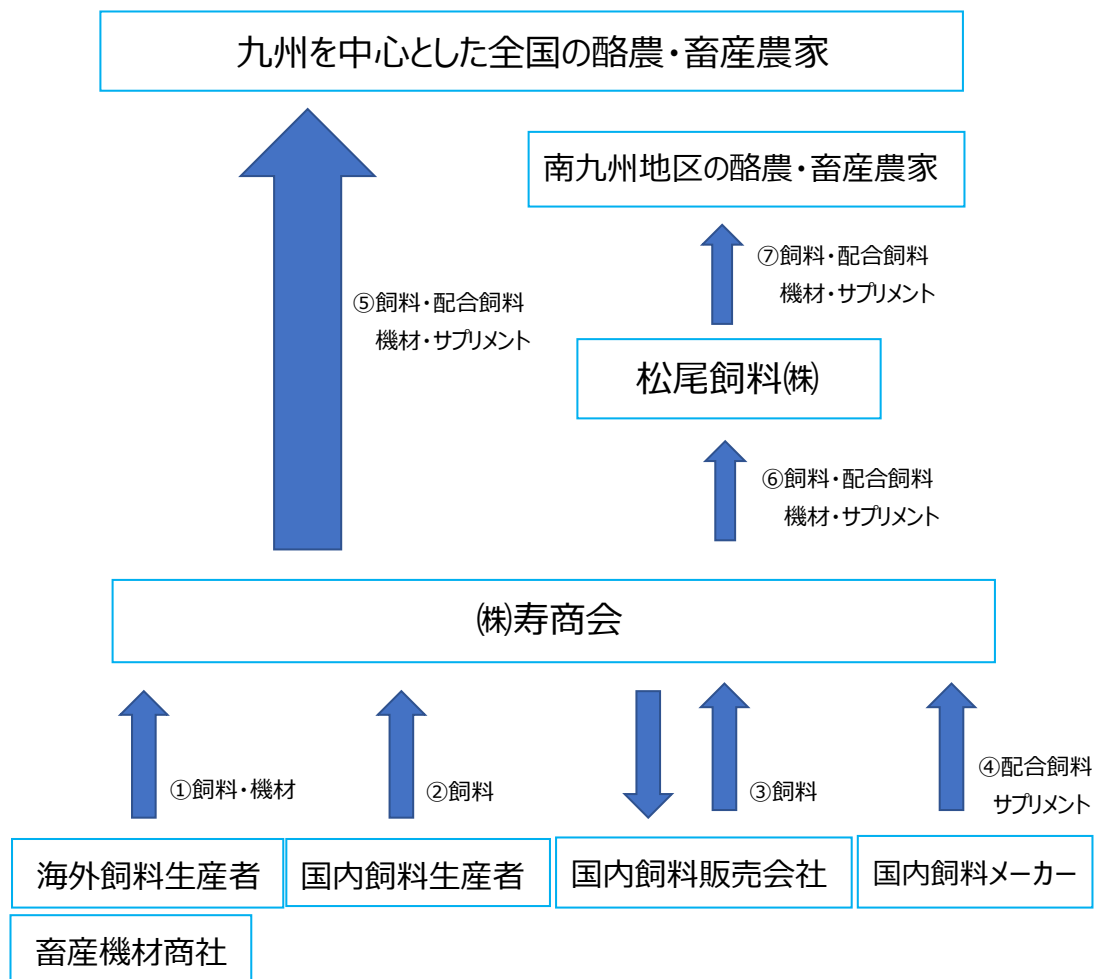 九州を中心とした全国の酪農・畜産農家
南九州地区の酪農・畜産農家
⑦飼料・配合飼料
機材・サプリメント
⑤飼料・配合飼料
機材・サプリメント
松尾飼料㈱
⑥飼料・配合飼料
機材・サプリメント
㈱寿商会
①飼料・機材
②飼料
③飼料
④配合飼料
サプリメント
海外飼料生産者
国内飼料生産者
国内飼料販売会社
国内飼料メーカー
畜産機材商社